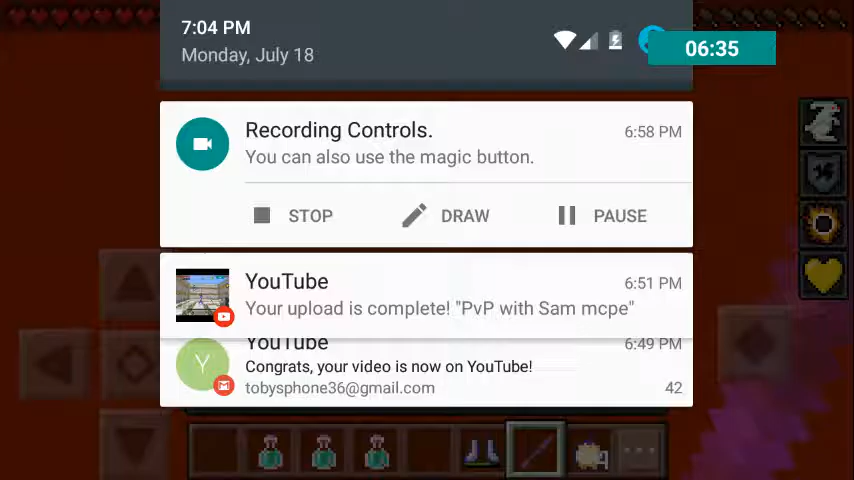 7:04 PM
Monday, July 18
06:35
Recording Controls.
6:58 PM
You can also use the magic button.
STOP
DRAW
PAUSE
YouTube
6:51 PM
Your upload is complete! "PvP with Sam mcpe"
YouTube
6:49 PM
Y
Congrats, your video is now on YouTube!
tobysphone36@gmail.com
42